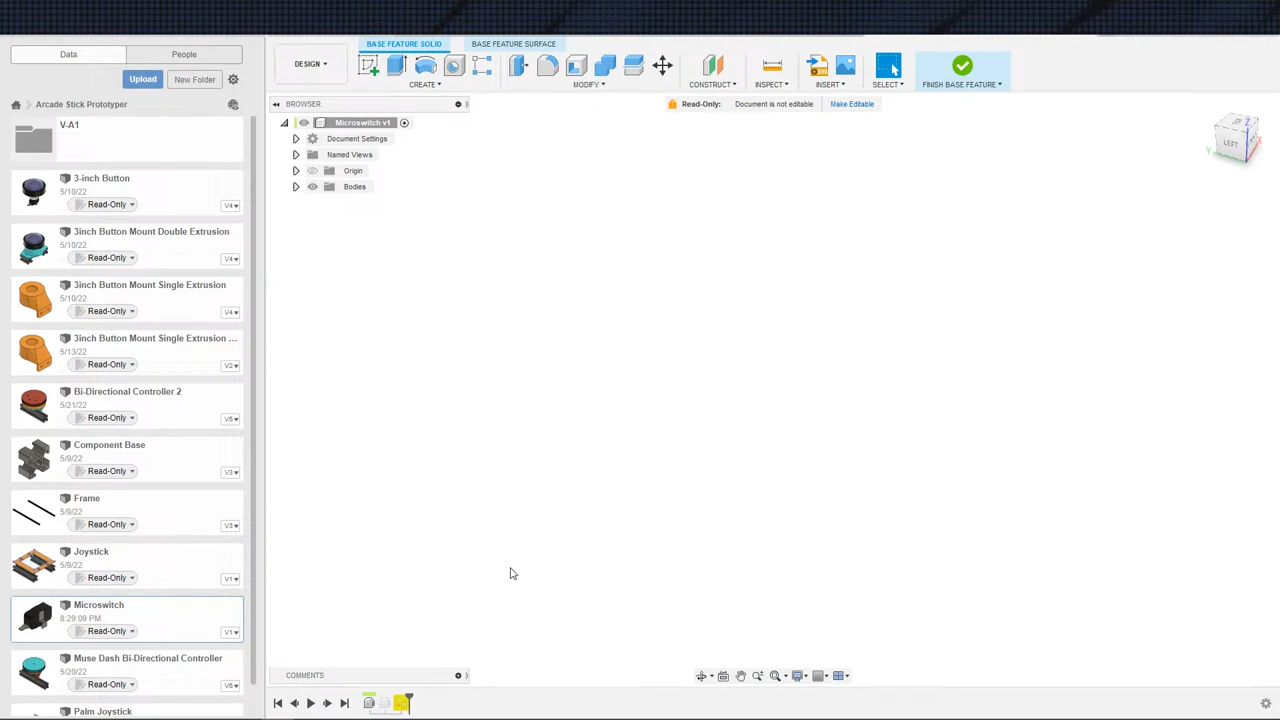 Data
People
BASE FEATURE SOLID
BASE FEATURE SURFACE
DESIGN
Upload
New Folder
CREATE
MODIFY
CONSTRUCT
INSPECT
INSERT
SELECT
FINISH BASE FEATURE
Arcade Stick Prototyper
BROWSER
Read-Only:
Document is not editable
Make Editable
Microswitch v1
Document Settings
Named Views
Origin
Bodies
LEFT
Z
Y
X
V-A1
3-inch Button
5/10/22
Read-Only
V4
3inch Button Mount Double Extrusion
5/10/22
Read-Only
V4
3inch Button Mount Single Extrusion
5/10/22
Read-Only
V4
3inch Button Mount Single Extrusion ...
5/13/22
Read-Only
V2
Bi-Directional Controller 2
5/21/22
Read-Only
V5
Component Base
5/9/22
Read-Only
V3
Frame
5/9/22
Read-Only
V3
Joystick
5/9/22
Read-Only
V1
Microswitch
8:29:09 PM
Read-Only
V1
Muse Dash Bi-Directional Controller
5/20/22
Read-Only
V6
Palm Joystick
COMMENTS